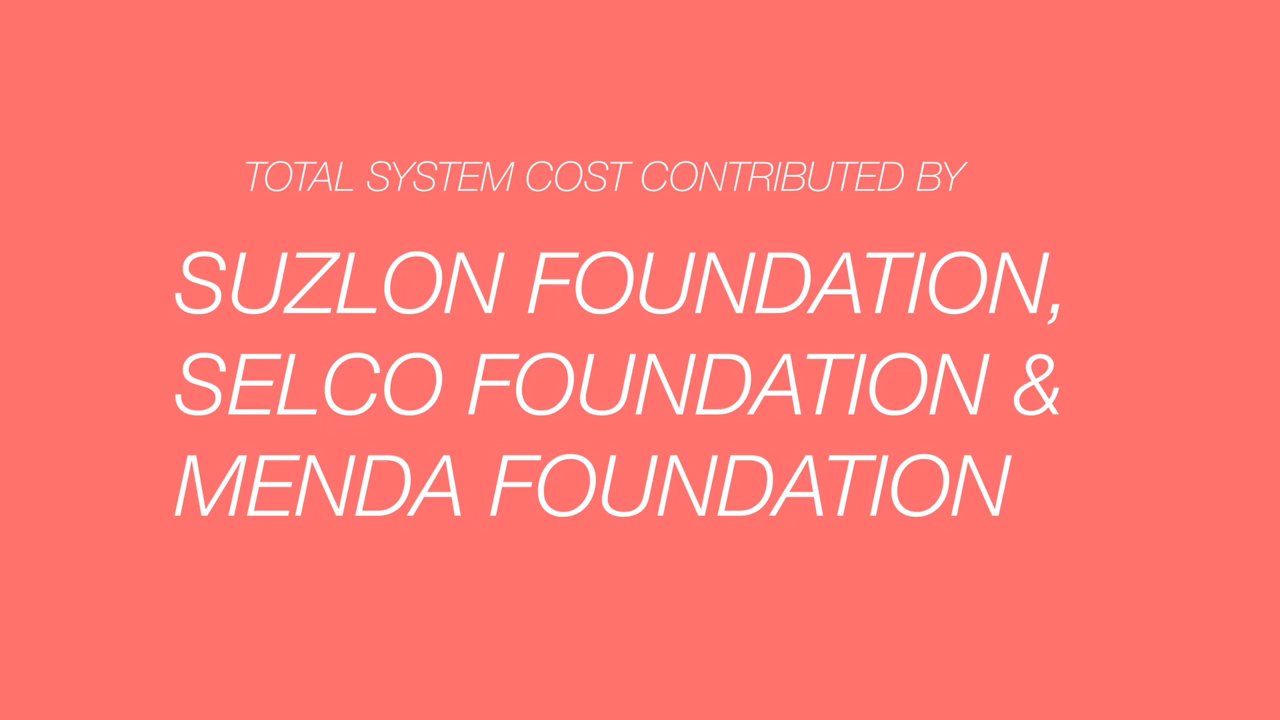 TOTAL SYSTEM COST CONTRIBUTED BY
SUZLON FOUNDATION,
SELCO FOUNDATION &
MENDA FOUNDATION